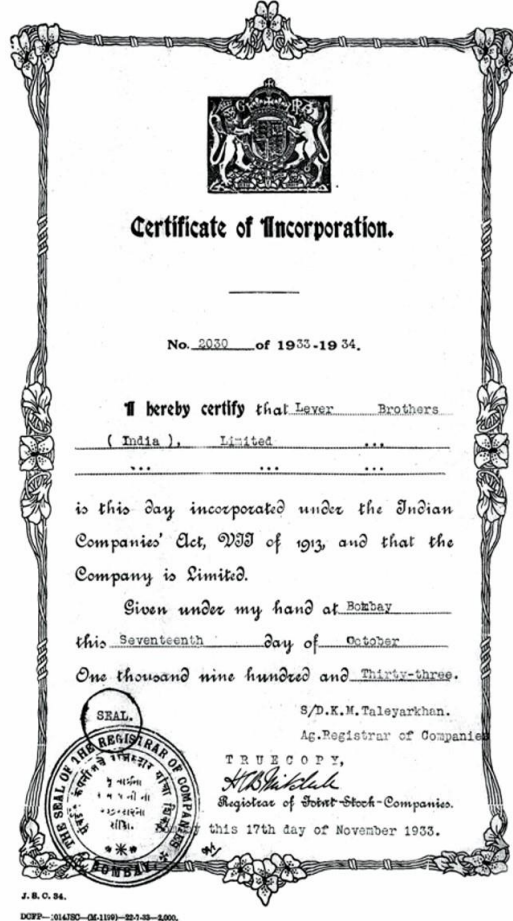 Certificate of Incorporation.
No. 2030 of 1933-1934.
I hereby certify that Lever Brothers
( India ), Limited ...
... ... ...
is this day incorporated under the Indian
Companies' Act, VII of 1913, and that the
Company is Limited.
Given under my hand at Bombay
this Seventeenth day of October
One thousand nine hundred and Thirty-three.
S/D.K.M.Taleyarkhan.
Ag.Registrar of Companies
SEAL.
THE SEAL OF THE REGISTRAR OF COMPANIES
BOMBAY
TRUECOPY,
Registrar of Joint Stock Companies.
this 17th day of November 1933.
J. S. C. 34.